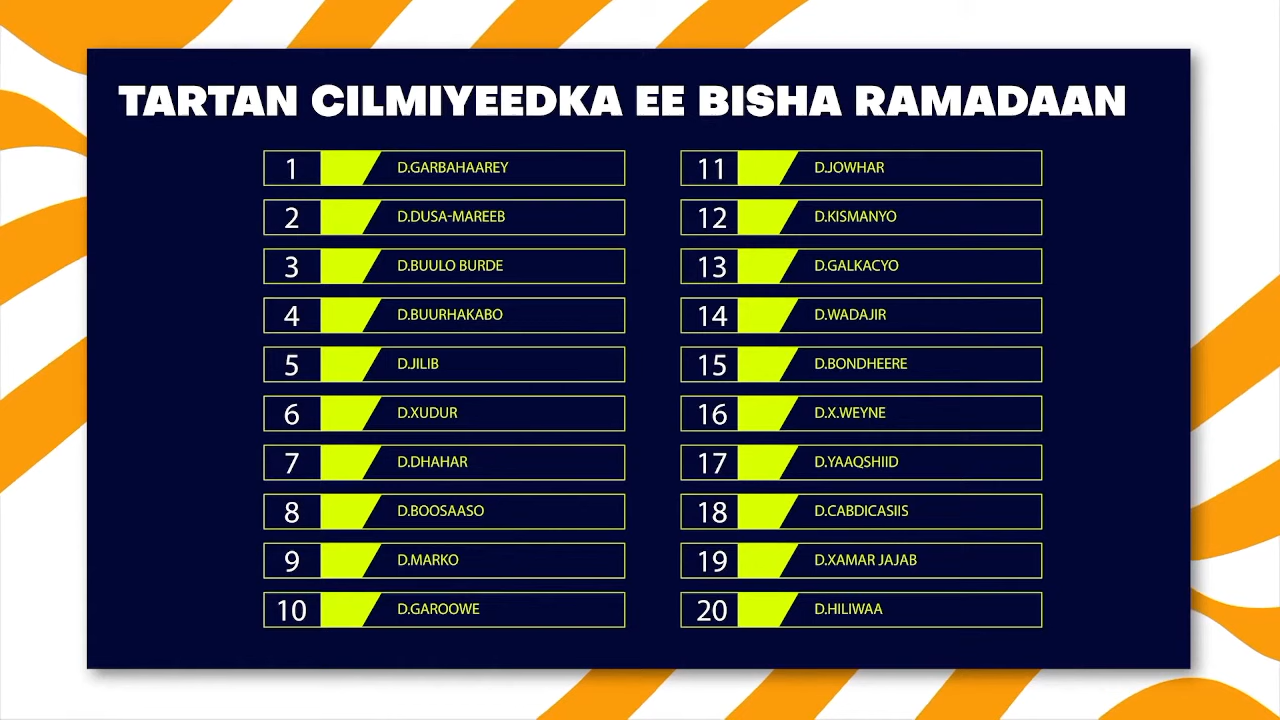 TARTAN CILMIYEEDKA EE BISHA RAMADAAN
1 D.GARBAHAAREY
2 D.DUSA-MAREEB
3 D.BUULO BURDE
4 D.BUURHAKABO
5 D.JILIB
6 D.XUDUR
7 D.DHAHAR
8 D.BOOSAASO
9 D.MARKO
10 D.GAROOWE
11 D.JOWHAR
12 D.KISMANYO
13 D.GALKACYO
14 D.WADAJIR
15 D.BONDHEERE
16 D.X.WEYNE
17 D.YAAQSHIID
18 D.CABDICASIIS
19 D.XAMAR JAJAB
20 D.HILIWAA